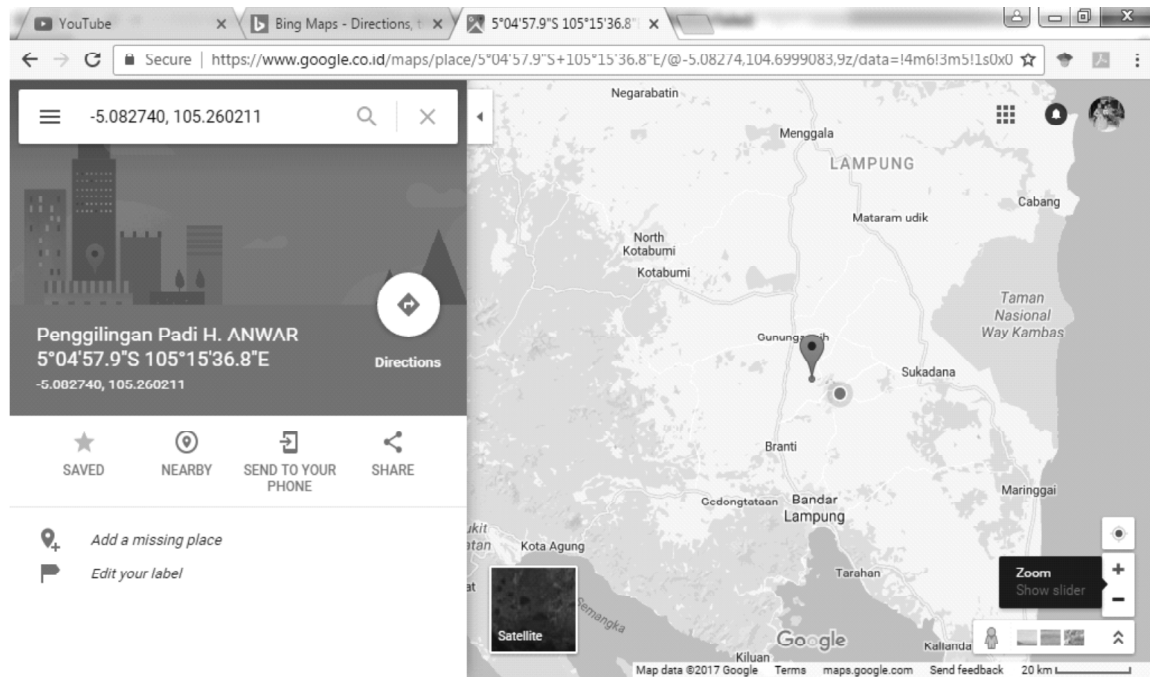 YouTube
Bing Maps - Directions, t
5°04'57.9"S 105°15'36.8"
Secure
https://www.google.co.id/maps/place/5°04'57.9"S+105°15'36.8"E/@-5.08274,104.6999083,9z/data=!4m6!3m5!1s0x0
-5.082740, 105.260211
Penggilingan Padi H. ANWAR
5°04'57.9"S 105°15'36.8"E
-5.082740, 105.260211
Directions
SAVED
NEARBY
SEND TO YOUR
PHONE
SHARE
Add a missing place
Edit your label
Negarabatin
Menggala
LAMPUNG
Cabang
Mataram udik
North
Kotabumi
Kotabumi
Taman
Nasional
Way Kambas
Sukadana
Branti
Maringgai
Gedongtataan
Bandar
Lampung
Kota Agung
Tarahan
Semangka
Kiluan
Kalianda
Satellite
Zoom
Show slider
Google
Map data ©2017 Google
Terms
maps.google.com
Send feedback
20 km